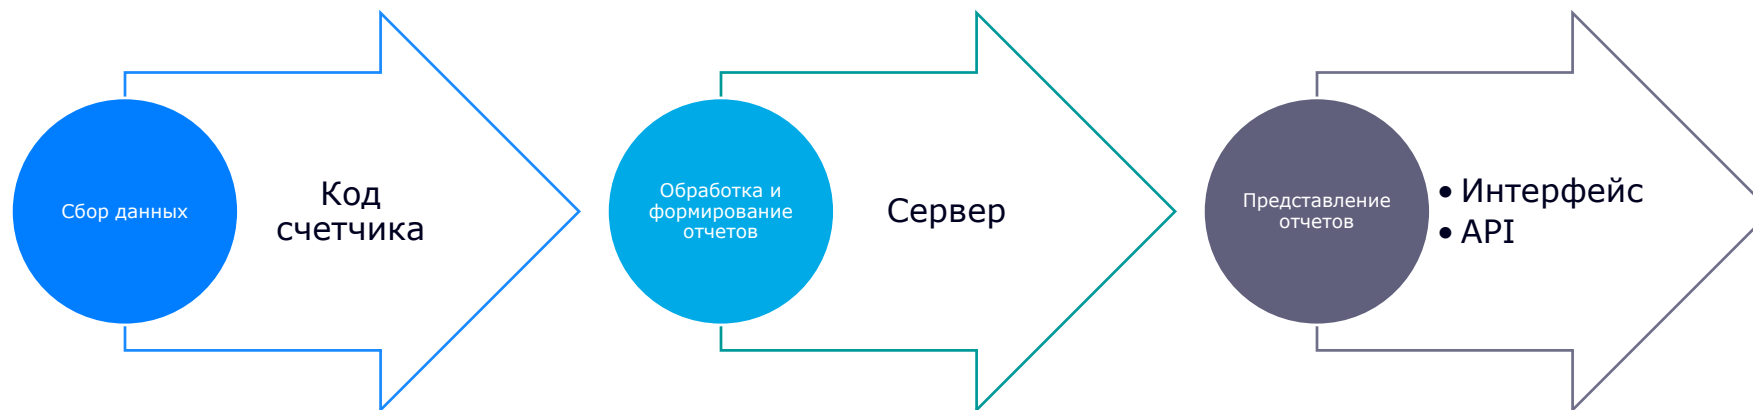 Сбор данных
Код
счетчика
Обработка и
формирование
отчетов
Сервер
Представление
отчетов
• Интерфейс
• API